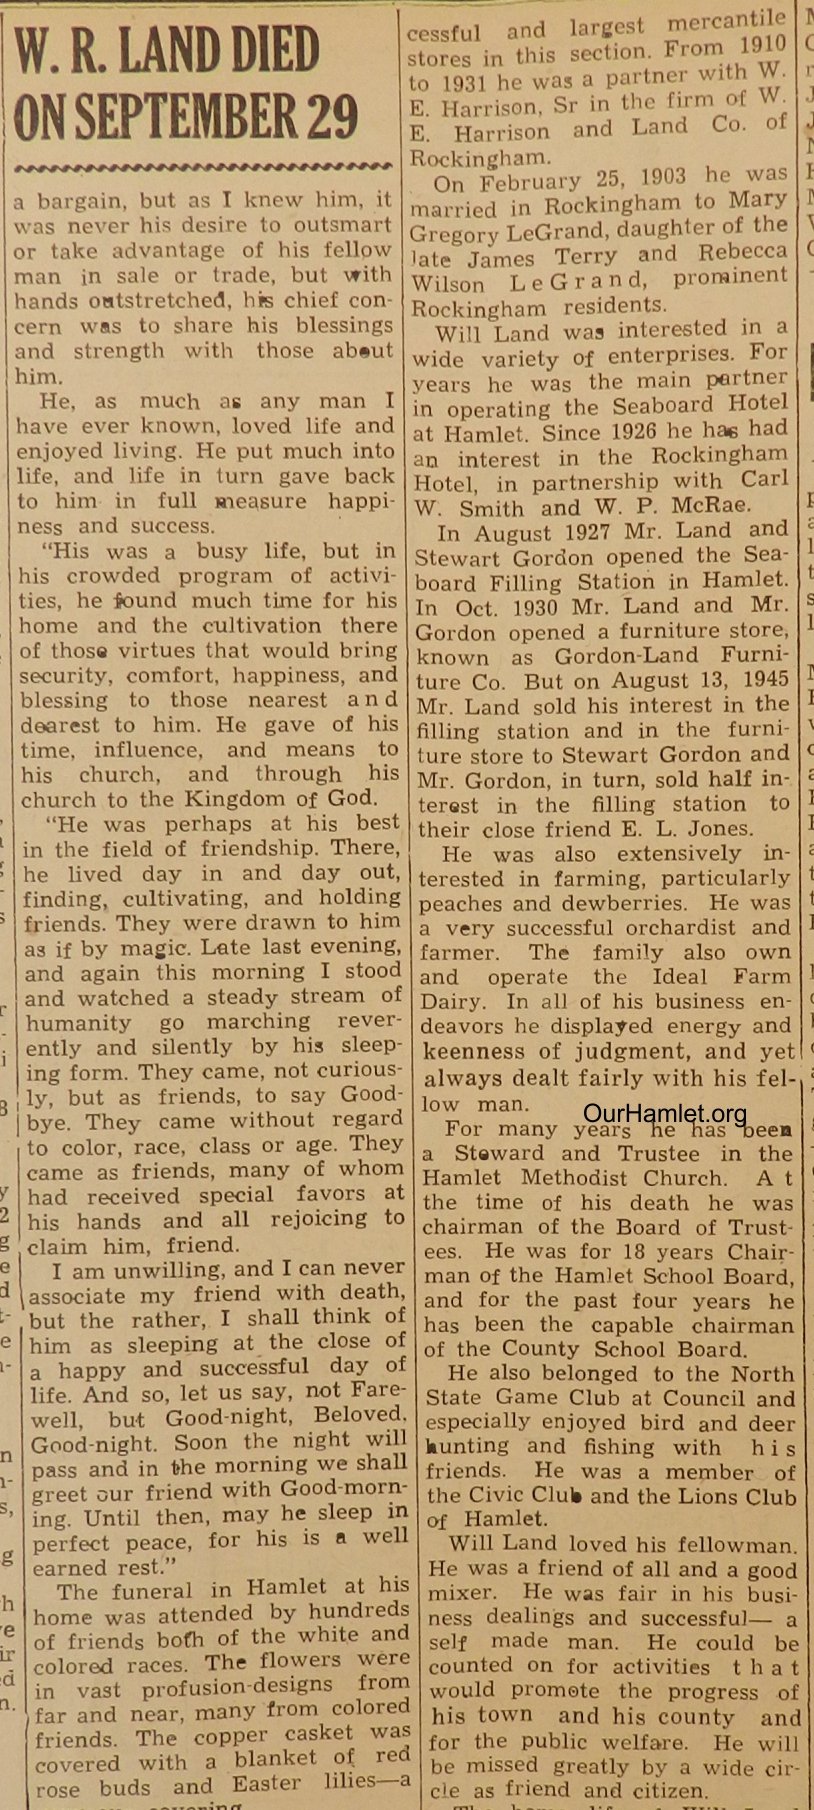 W. R. LAND DIED
ON SEPTEMBER 29
a bargain, but as I knew him, it
was never his desire to outsmart
or take advantage of his fellow
man in sale or trade, but with
hands outstretched, his chief con-
cern was to share his blessings
and strength with those about
him.
He, as much as any man I
have ever known, loved life and
enjoyed living. He put much into
life, and life in turn gave back
to him in full measure happi-
ness and success.
"His was a busy life, but in
his crowded program of activi-
ties, he found much time for his
home and the cultivation there
of those virtues that would bring
security, comfort, happiness, and
blessing to those nearest and
dearest to him. He gave of his
time, influence, and means to
his church, and through his
church to the Kingdom of God.
"He was perhaps at his best
in the field of friendship. There,
he lived day in and day out,
finding, cultivating, and holding
friends. They were drawn to him
as if by magic. Late last evening,
and again this morning I stood
and watched a steady stream of
humanity go marching rever-
ently and silently by his sleep-
ing form. They came, not curious-
ly, but as friends, to say Good-
bye. They came without regard
to color, race, class or age. They
came as friends, many of whom
had received special favors at
his hands and all rejoicing to
claim him, friend.
I am unwilling, and I can never
associate my friend with death,
but the rather, I shall think of
him as sleeping at the close of
a happy and successful day of
life. And so, let us say, not Fare-
well, but Good-night, Beloved.
Good-night. Soon the night will
pass and in the morning we shall
greet our friend with Good-morn-
ing. Until then, may he sleep in
perfect peace, for his is a well
earned rest."
The funeral in Hamlet at his
home was attended by hundreds
of friends both of the white and
colored races. The flowers were
in vast profusion-designs from
far and near, many from colored
friends. The copper casket was
covered with a blanket of red
rose buds and Easter lilies—a
covering
cessful and largest mercantile
stores in this section. From 1910
to 1931 he was a partner with W.
E. Harrison, Sr in the firm of W.
E. Harrison and Land Co. of
Rockingham.
On February 25, 1903 he was
married in Rockingham to Mary
Gregory LeGrand, daughter of the
late James Terry and Rebecca
Wilson LeGrand, prominent
Rockingham residents.
Will Land was interested in a
wide variety of enterprises. For
years he was the main partner
in operating the Seaboard Hotel
at Hamlet. Since 1926 he has had
an interest in the Rockingham
Hotel, in partnership with Carl
W. Smith and W. P. McRae.
In August 1927 Mr. Land and
Stewart Gordon opened the Sea-
board Filling Station in Hamlet.
In Oct. 1930 Mr. Land and Mr.
Gordon opened a furniture store,
known as Gordon-Land Furni-
ture Co. But on August 13, 1945
Mr. Land sold his interest in the
filling station and in the furni-
ture store to Stewart Gordon and
Mr. Gordon, in turn, sold half in-
terest in the filling station to
their close friend E. L. Jones.
He was also extensively in-
terested in farming, particularly
peaches and dewberries. He was
a very successful orchardist and
farmer. The family also own
and operate the Ideal Farm
Dairy. In all of his business en-
deavors he displayed energy and
keenness of judgment, and yet
always dealt fairly with his fel-
low man.
OurHamlet.org
For many years he has been
a Steward and Trustee in the
Hamlet Methodist Church. At
the time of his death he was
chairman of the Board of Trust-
ees. He was for 18 years Chair-
man of the Hamlet School Board,
and for the past four years he
has been the capable chairman
of the County School Board.
He also belonged to the North
State Game Club at Council and
especially enjoyed bird and deer
hunting and fishing with his
friends. He was a member of
the Civic Club and the Lions Club
of Hamlet.
Will Land loved his fellowman.
He was a friend of all and a good
mixer. He was fair in his busi-
ness dealings and successful— a
self made man. He could be
counted on for activities that
would promote the progress of
his town and his county and
for the public welfare. He will
be missed greatly by a wide cir-
cle as friend and citizen.